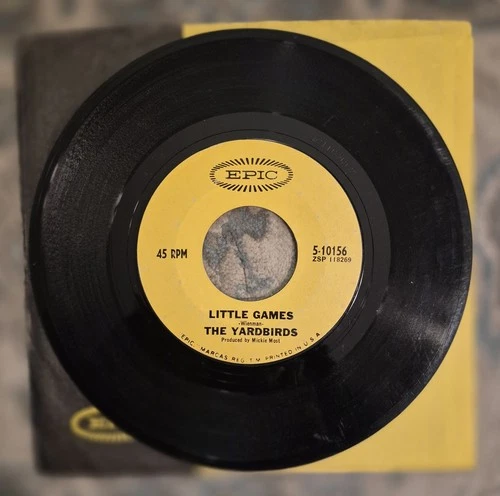 EPIC
45 RPM
5-10156
ZSP 118269
LITTLE GAMES
-Wienman-
THE YARDBIRDS
Produced by Mickie Most
EPIC, MARCAS REG. T.M. PRINTED IN U.S.A.